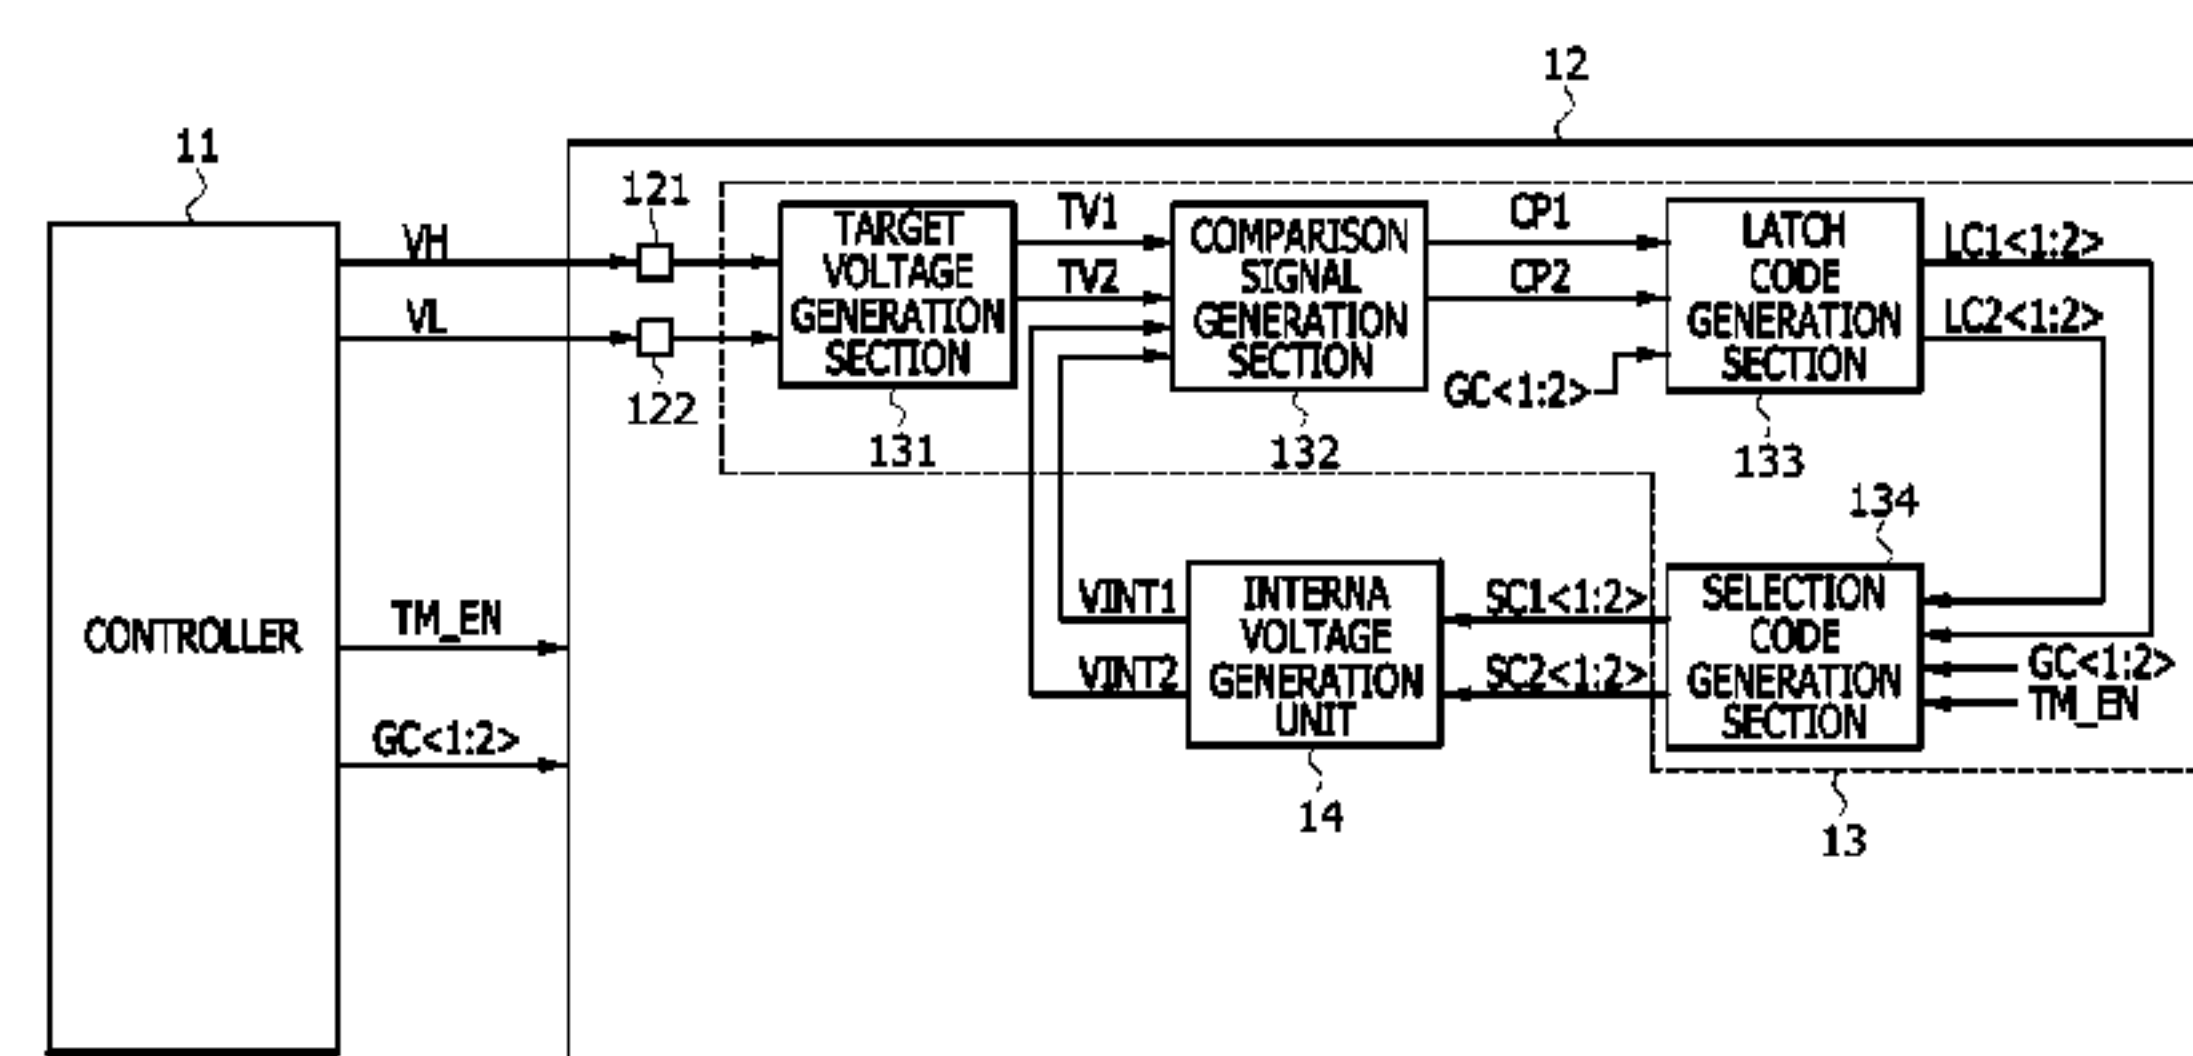 12
11
121
VH
VL
122
TARGET
VOLTAGE
GENERATION
SECTION
131
TV1
TV2
COMPARISON
SIGNAL
GENERATION
SECTION
132
CP1
CP2
GC<1:2>
LATCH
CODE
GENERATION
SECTION
133
LC1<1:2>
LC2<1:2>
134
CONTROLLER
TM_EN
GC<1:2>
VINT1
VINT2
INTERNA
VOLTAGE
GENERATION
UNIT
14
SC1<1:2>
SC2<1:2>
SELECTION
CODE
GENERATION
SECTION
GC<1:2>
TM_EN
13